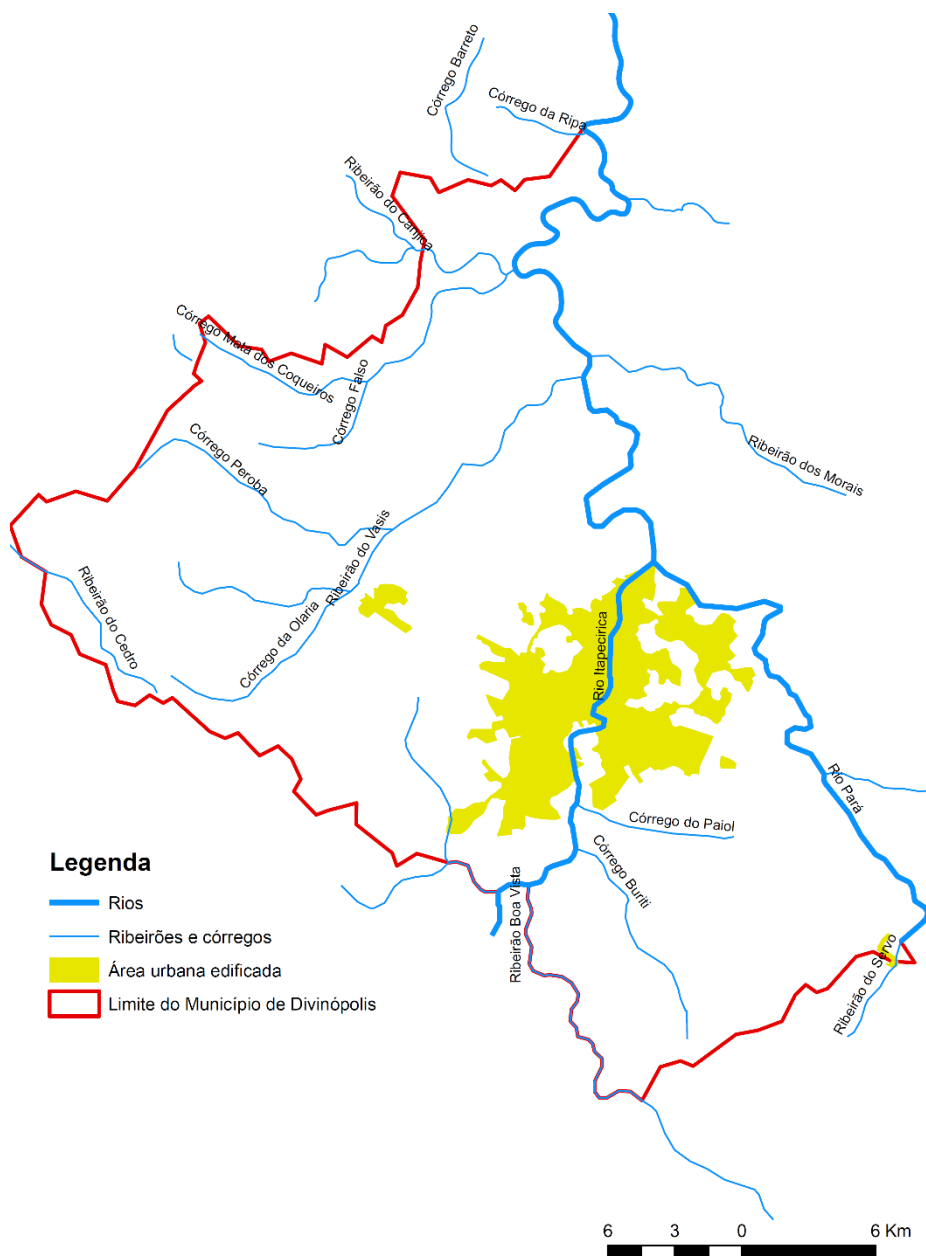 Córrego Barreto
Córrego da Ripa
Ribeirão do Canjica
Córrego Mata dos Coqueiros
Córrego Falso
Córrego Peroba
Ribeirão dos Morais
Ribeirão do Vasis
Ribeirão do Cedro
Córrego da Olaria
Rio Itapecirica
Rio Pará
Córrego do Paiol
Córrego Buriti
Ribeirão Boa Vista
Ribeirão do Servo
Legenda
Rios
Ribeirões e córregos
Área urbana edificada
Limite do Município de Divinópolis
6 3 0 6 Km